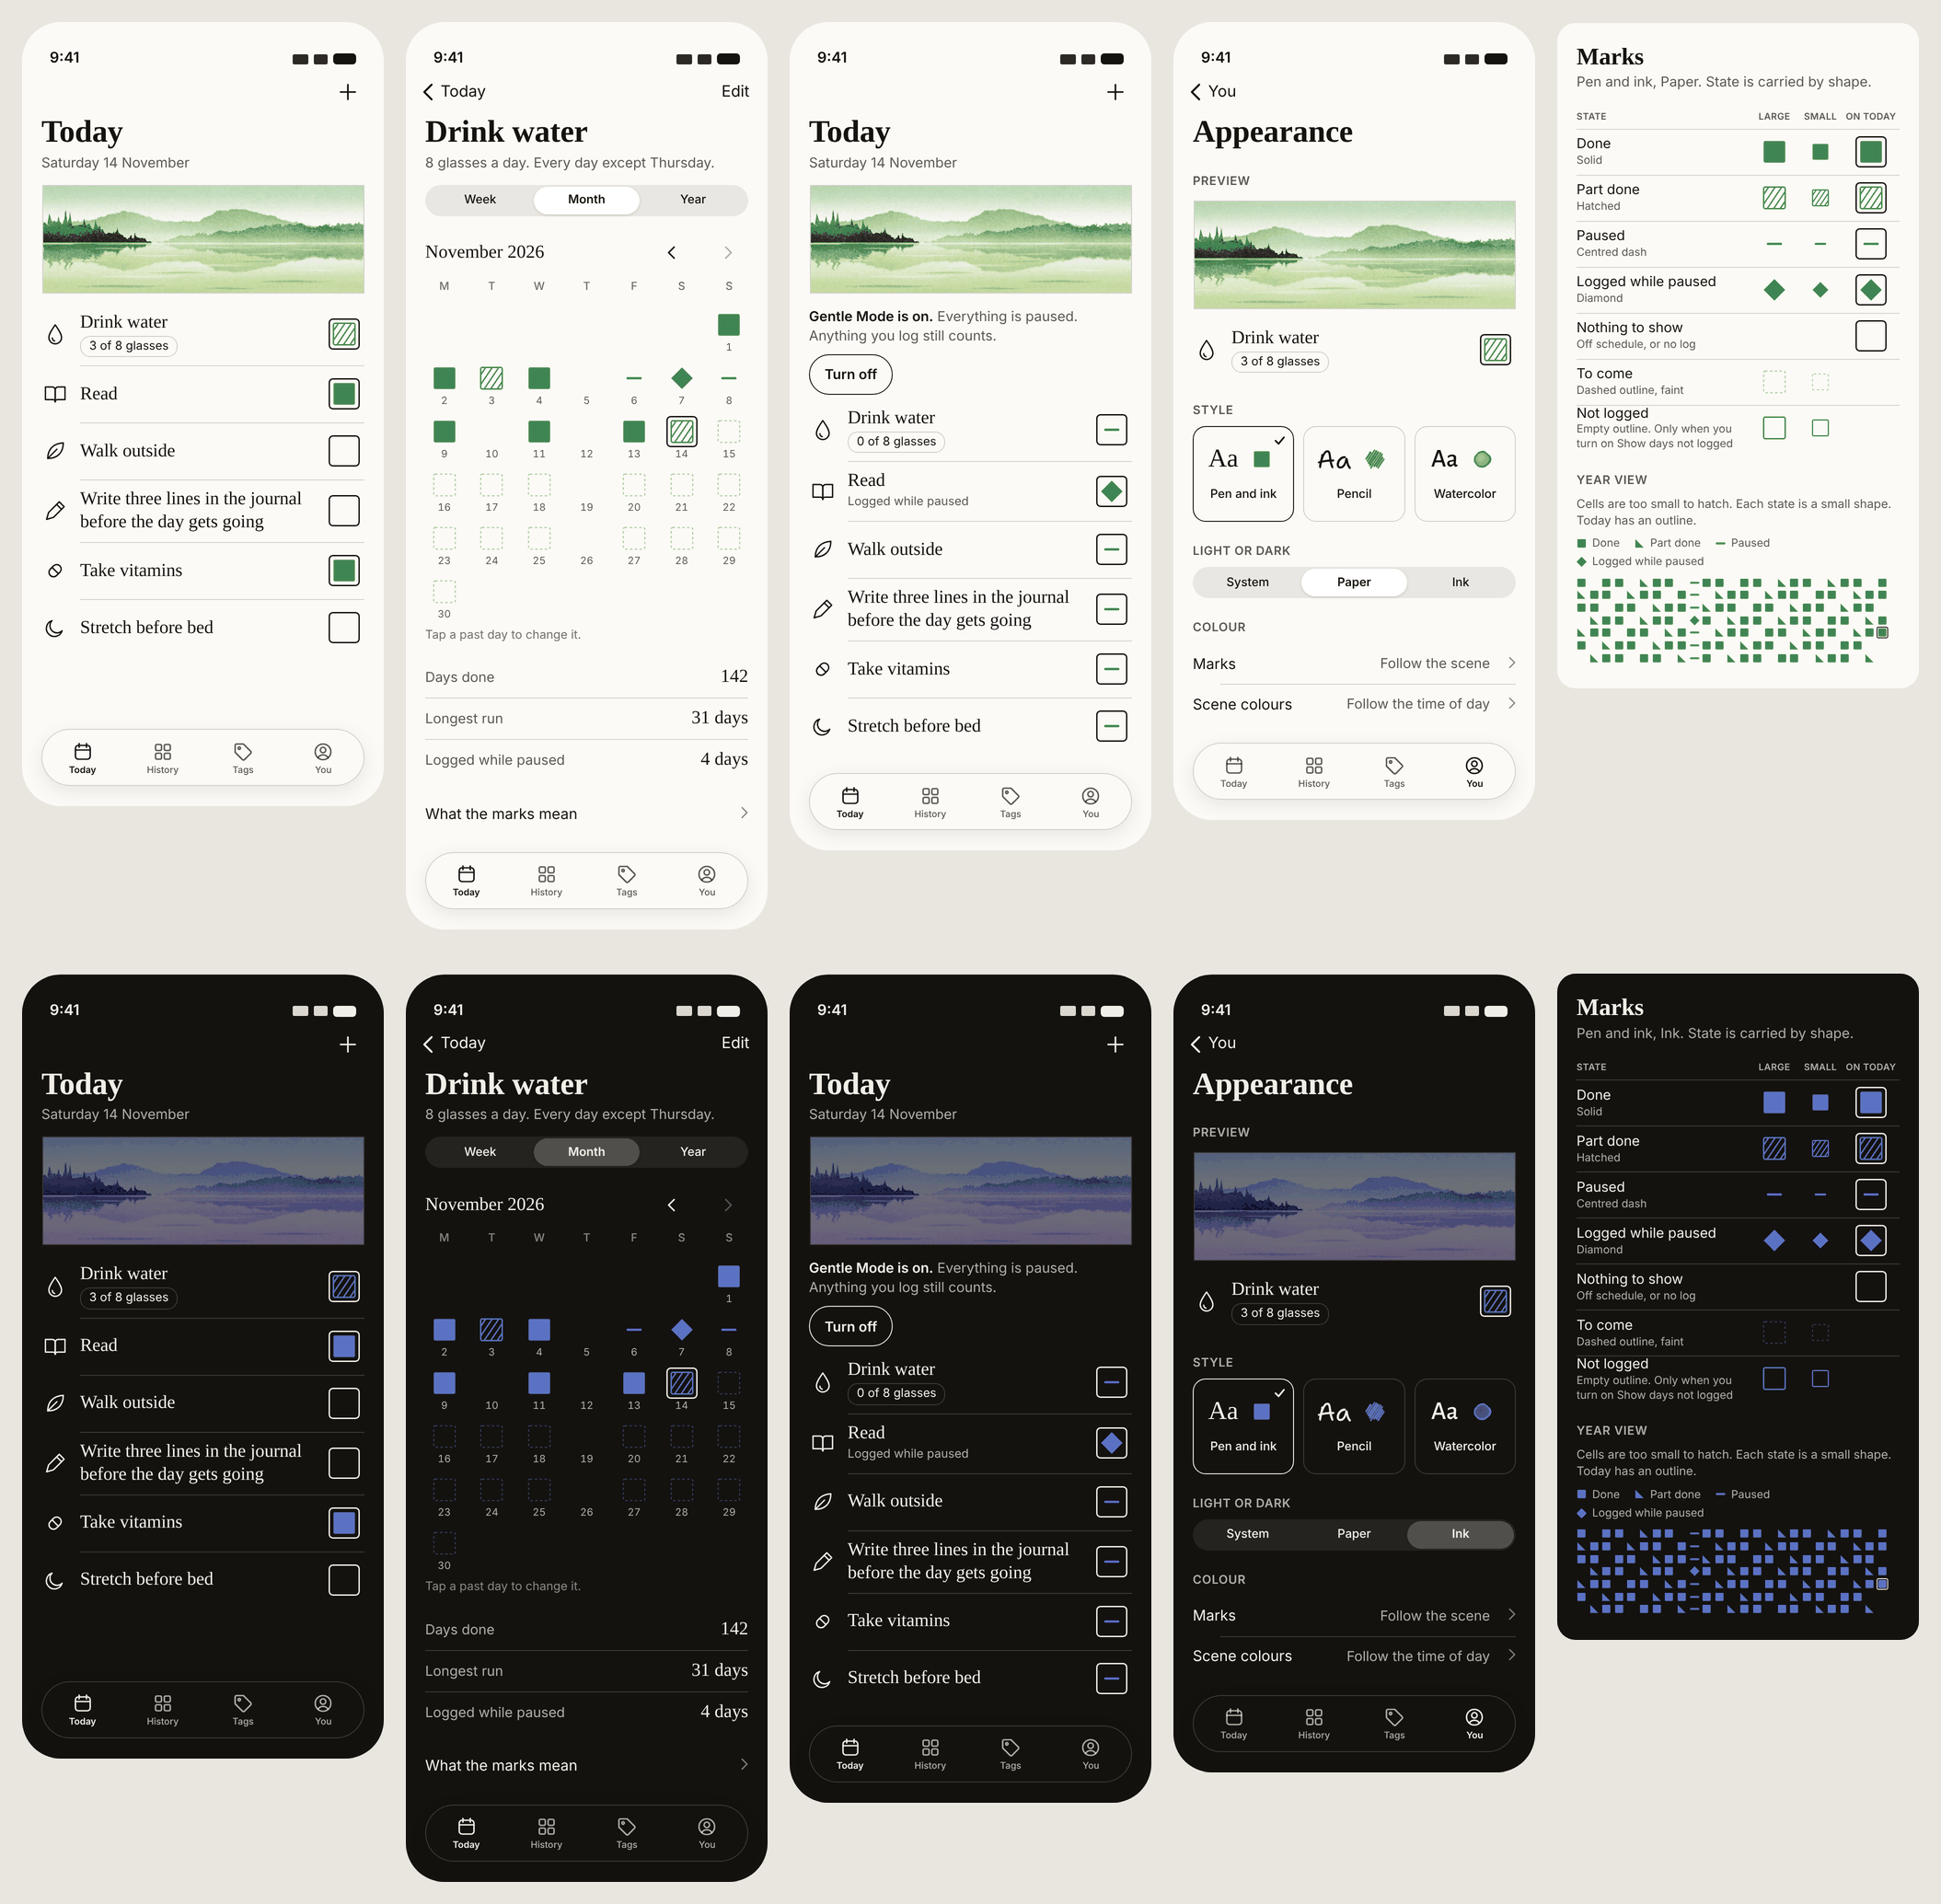 9:41
Today
Saturday 14 November
Drink water
3 of 8 glasses
Read
Walk outside
Write three lines in the journal
before the day gets going
Take vitamins
Stretch before bed
Today History Tags You
9:41
Today Edit
Drink water
8 glasses a day. Every day except Thursday.
Week Month Year
November 2026
M T W T F S S
1
2 3 4 5 6 7 8
9 10 11 12 13 14 15
16 17 18 19 20 21 22
23 24 25 26 27 28 29
30
Tap a past day to change it.
Days done 142
Longest run 31 days
Logged while paused 4 days
What the marks mean
Today History Tags You
9:41
Today
Saturday 14 November
Gentle Mode is on. Everything is paused.
Anything you log still counts.
Turn off
Drink water
0 of 8 glasses
Read
Logged while paused
Walk outside
Write three lines in the journal
before the day gets going
Take vitamins
Stretch before bed
Today History Tags You
9:41
You
Appearance
PREVIEW
Drink water
3 of 8 glasses
STYLE
Aa Aa Aa
Pen and ink Pencil Watercolor
LIGHT OR DARK
System Paper Ink
COLOUR
Marks Follow the scene
Scene colours Follow the time of day
Today History Tags You
Marks
Pen and ink, Paper. State is carried by shape.
STATE LARGE SMALL ON TODAY
Done
Solid
Part done
Hatched
Paused
Centred dash
Logged while paused
Diamond
Nothing to show
Off schedule, or no log
To come
Dashed outline, faint
Not logged
Empty outline. Only when you
turn on Show days not logged
YEAR VIEW
Cells are too small to hatch. Each state is a small shape.
Today has an outline.
Done Part done Paused
Logged while paused
9:41
Today
Saturday 14 November
Drink water
3 of 8 glasses
Read
Walk outside
Write three lines in the journal
before the day gets going
Take vitamins
Stretch before bed
Today History Tags You
9:41
Today Edit
Drink water
8 glasses a day. Every day except Thursday.
Week Month Year
November 2026
M T W T F S S
1
2 3 4 5 6 7 8
9 10 11 12 13 14 15
16 17 18 19 20 21 22
23 24 25 26 27 28 29
30
Tap a past day to change it.
Days done 142
Longest run 31 days
Logged while paused 4 days
What the marks mean
Today History Tags You
9:41
Today
Saturday 14 November
Gentle Mode is on. Everything is paused.
Anything you log still counts.
Turn off
Drink water
0 of 8 glasses
Read
Logged while paused
Walk outside
Write three lines in the journal
before the day gets going
Take vitamins
Stretch before bed
Today History Tags You
9:41
You
Appearance
PREVIEW
Drink water
3 of 8 glasses
STYLE
Aa Aa Aa
Pen and ink Pencil Watercolor
LIGHT OR DARK
System Paper Ink
COLOUR
Marks Follow the scene
Scene colours Follow the time of day
Today History Tags You
Marks
Pen and ink, Ink. State is carried by shape.
STATE LARGE SMALL ON TODAY
Done
Solid
Part done
Hatched
Paused
Centred dash
Logged while paused
Diamond
Nothing to show
Off schedule, or no log
To come
Dashed outline, faint
Not logged
Empty outline. Only when you
turn on Show days not logged
YEAR VIEW
Cells are too small to hatch. Each state is a small shape.
Today has an outline.
Done Part done Paused
Logged while paused